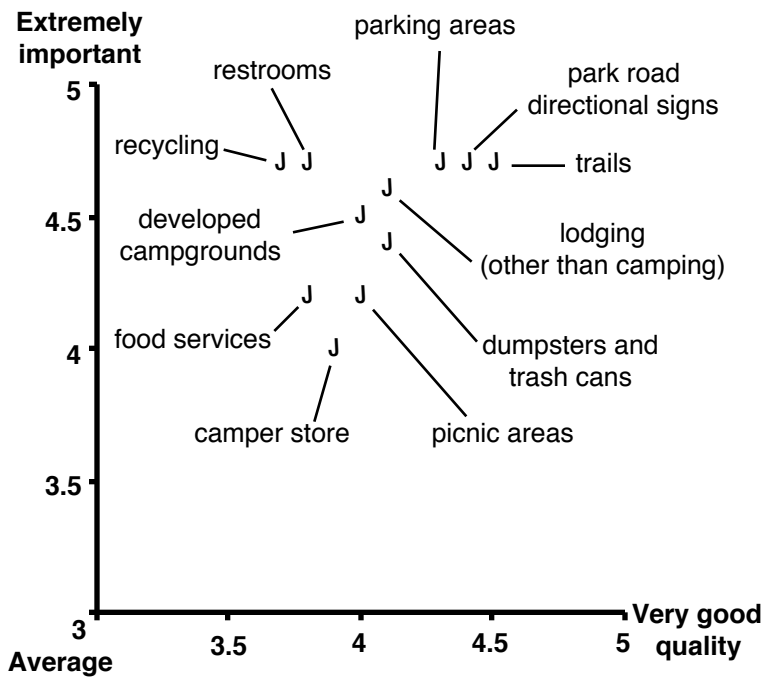 Extremely
important
parking areas
restrooms
park road
directional signs
5
recycling
J J J J J
trails
J
4.5
developed
campgrounds
J
J
lodging
(other than camping)
J J
food services
4
J
dumpsters and
trash cans
camper store
picnic areas
3.5
3
3.5
4
4.5
5
Very good
quality
Average